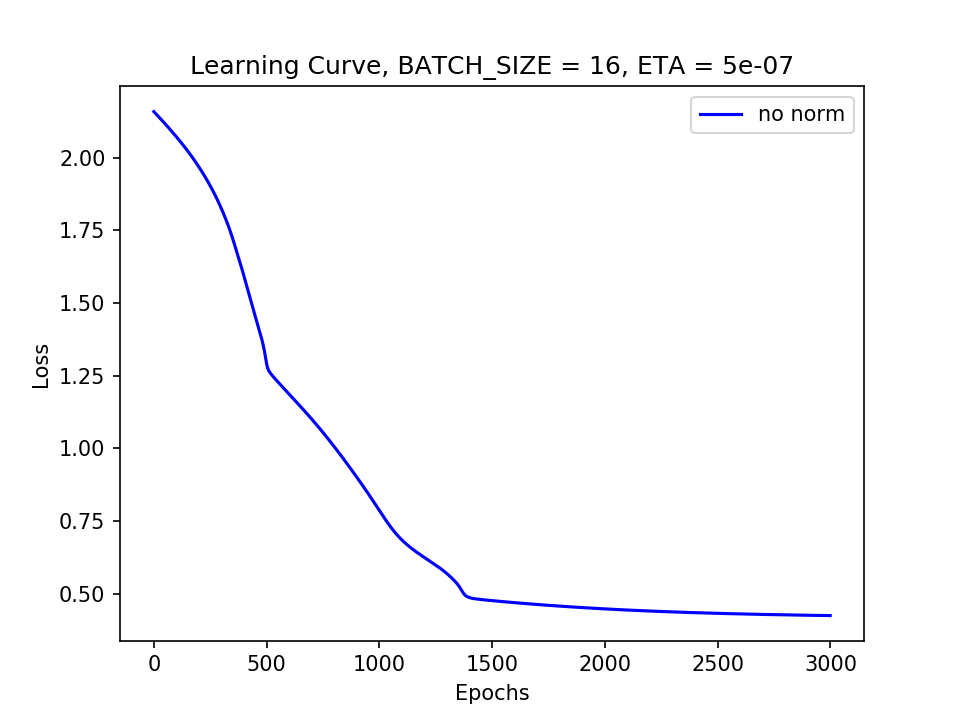 Learning Curve, BATCH_SIZE = 16, ETA = 5e-07
no norm
2.00
1.75
1.50
1.25
1.00
0.75
0.50
Loss
0 500 1000 1500 2000 2500 3000
Epochs